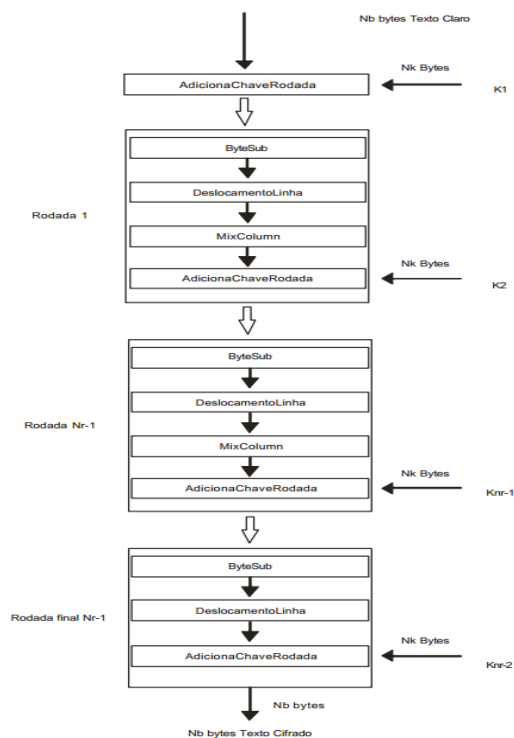 Nb bytes Texto Claro
Nk Bytes
AdicionaChaveRodada
K1
ByteSub
DeslocamentoLinha
Rodada 1
MixColumn
Nk Bytes
AdicionaChaveRodada
K2
ByteSub
DeslocamentoLinha
Rodada Nr-1
MixColumn
Nk Bytes
AdicionaChaveRodada
Knr-1
ByteSub
DeslocamentoLinha
Rodada final Nr-1
Nk Bytes
AdicionaChaveRodada
Knr-2
Nb bytes
Nb bytes Texto Cifrado